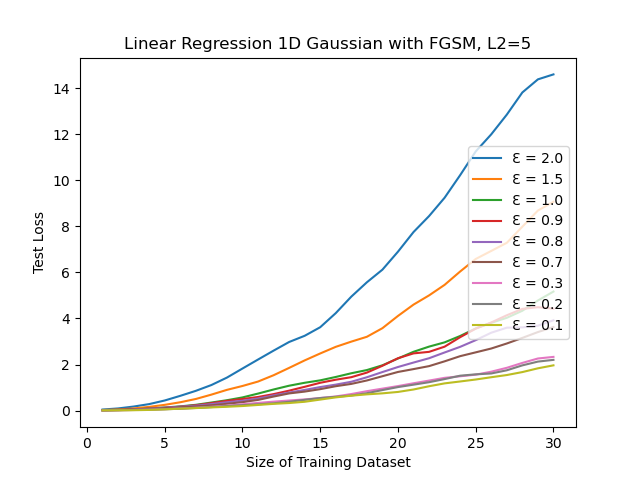 Linear Regression 1D Gaussian with FGSM, L2=5
Test Loss
14
12
10
8
6
4
2
0
Ɛ = 2.0
Ɛ = 1.5
Ɛ = 1.0
Ɛ = 0.9
Ɛ = 0.8
Ɛ = 0.7
Ɛ = 0.3
Ɛ = 0.2
Ɛ = 0.1
0 5 10 15 20 25 30
Size of Training Dataset